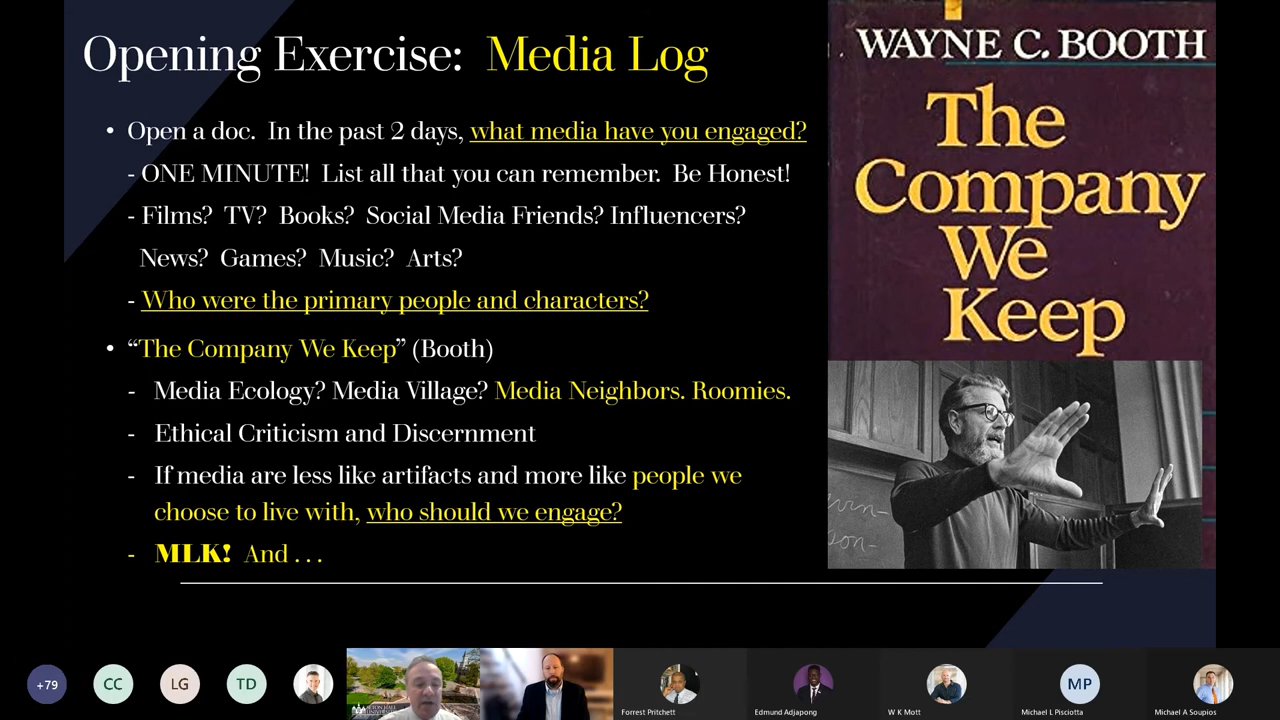 Opening Exercise: Media Log
• Open a doc. In the past 2 days, what media have you engaged?
- ONE MINUTE! List all that you can remember. Be Honest!
- Films? TV? Books? Social Media Friends? Influencers?
News? Games? Music? Arts?
- Who were the primary people and characters?
• “The Company We Keep” (Booth)
- Media Ecology? Media Village? Media Neighbors. Roomies.
- Ethical Criticism and Discernment
- If media are less like artifacts and more like people we
choose to live with, who should we engage?
- MLK! And . . .
WAYNE C. BOOTH
The
Company
We
Keep
+79
CC
LG
TD
Forrest Pritchett
Edmund Adjapong
W K Mott
MP
Michael L Pisciotta
Michael A Soupios